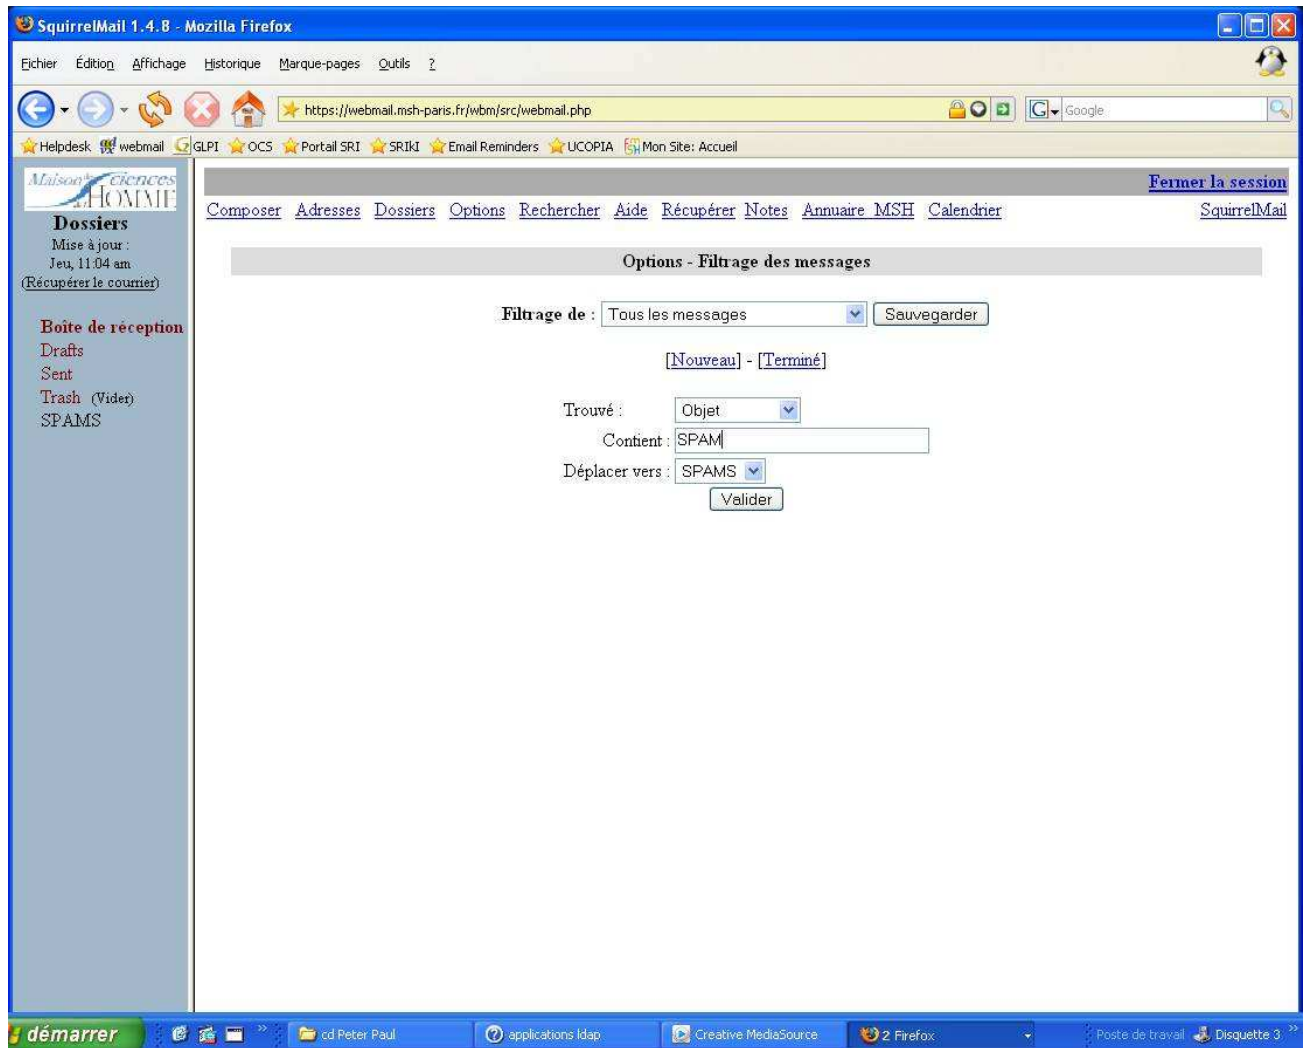 SquirrelMail 1.4.8 - Mozilla Firefox
Fichier Édition Affichage Historique Marque-pages Outils ?
https://webmail.msh-paris.fr/wbm/src/webmail.php
G Google
Helpdesk webmail GLPI OCS Portail SRI SRIKI Email Reminders UCOPIA Mon Site: Accueil
Maison
Sciences
HOMME
Dossiers
Mise à jour :
Jeu, 11:04 am
(Récupérer le courrier)
Boîte de réception
Drafts
Sent
Trash (Vider)
SPAMS
Fermer la session
Composer Adresses Dossiers Options Rechercher Aide Récupérer Notes Annuaire MSH Calendrier SquirrelMail
Options - Filtrage des messages
Filtrage de : Tous les messages Sauvegarder
[Nouveau] - [Terminé]
Trouvé : Objet
Contient : SPAM
Déplacer vers : SPAMS
Valider
démarrer » cd Peter Paul applications ldap Creative MediaSource 2 Firefox Poste de travail Disquette 3 »